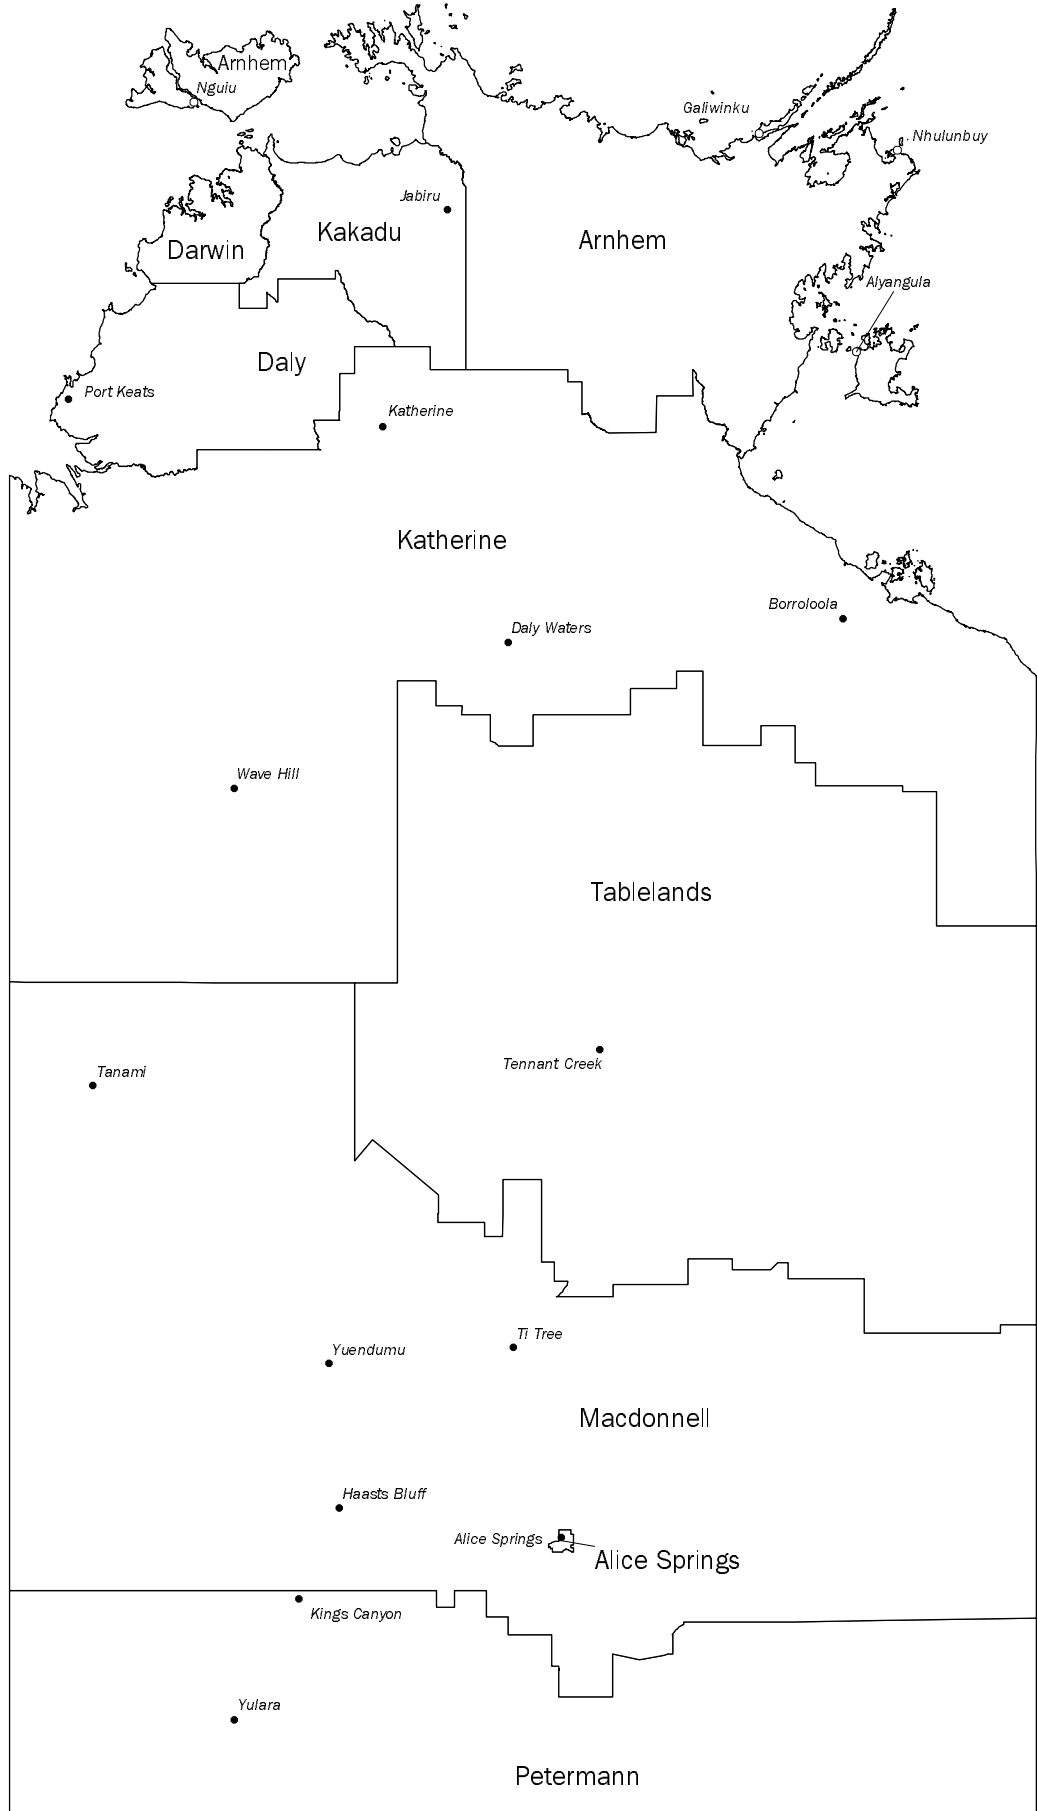 Arnhem
Nguiu
Galiwinku
Nhulunbuy
Jabiru
Kakadu
Arnhem
Darwin
Alyangula
Daly
Port Keats
Katherine
Katherine
Borroloola
Daly Waters
Wave Hill
Tablelands
Tennant Creek
Tanami
Ti Tree
Yuendumu
Macdonnell
Haasts Bluff
Alice Springs
Alice Springs
Kings Canyon
Yulara
Petermann